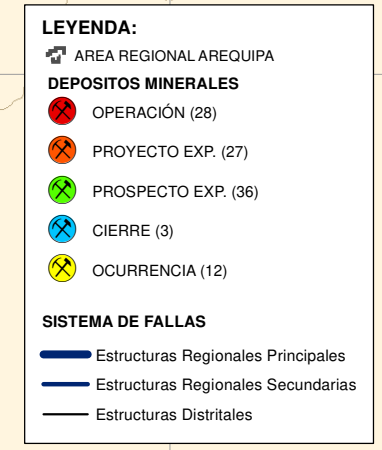 LEYENDA:
AREA REGIONAL AREQUIPA
DEPOSITOS MINERALES
OPERACIÓN (28)
PROYECTO EXP. (27)
PROSPECTO EXP. (36)
CIERRE (3)
OCURRENCIA (12)
SISTEMA DE FALLAS
Estructuras Regionales Principales
Estructuras Regionales Secundarias
Estructuras Distritales